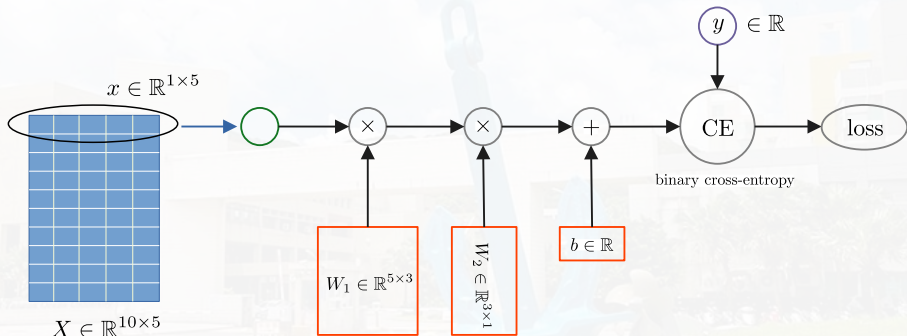 y ∈ ℝ
x ∈ ℝ^{1×5}
× × + CE loss
binary cross-entropy
b ∈ ℝ
W_1 ∈ ℝ^{5×3}
W_2 ∈ ℝ^{3×1}
X ∈ ℝ^{10×5}